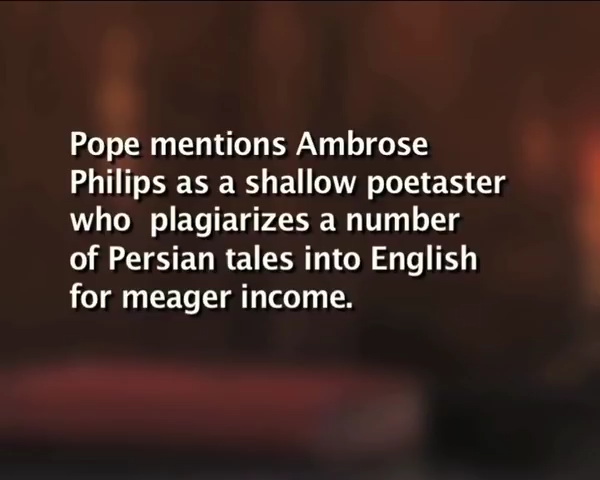 Pope mentions Ambrose
Philips as a shallow poetaster
who plagiarizes a number
of Persian tales into English
for meager income.